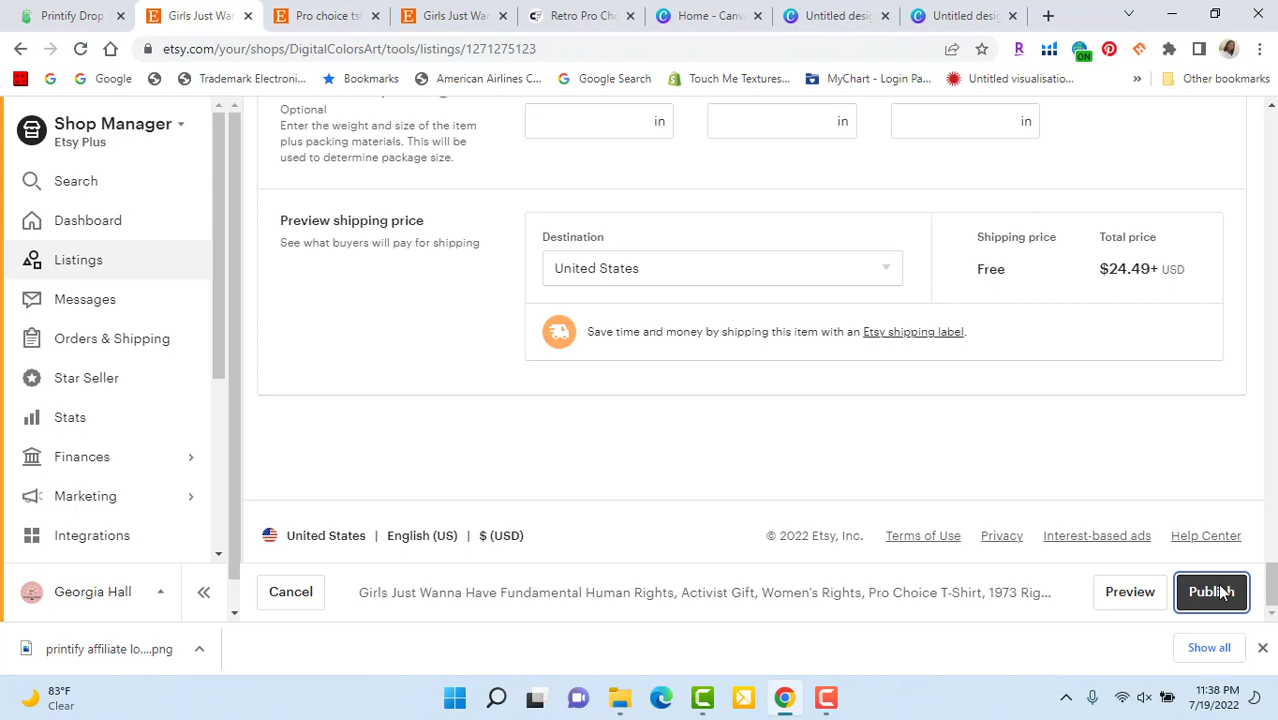 Printify Drop
Girls Just War
Pro choice tsh
Girls Just Wan
Retro Pro Cho
Home - Canv
Untitled desig
Untitled desig
etsy.com/your/shops/DigitalColorsArt/tools/listings/1271275123
ON
Google
Trademark Electroni...
Bookmarks
American Airlines C...
Google Search
Touch Me Textures...
MyChart - Login Pa...
Untitled visualisatio...
Other bookmarks
Shop Manager
Etsy Plus
Search
Dashboard
Listings
Messages
Orders & Shipping
Star Seller
Stats
Finances
Marketing
Integrations
Georgia Hall
Optional
Enter the weight and size of the item
plus packing materials. This will be
used to determine package size.
in
in
in
Preview shipping price
See what buyers will pay for shipping
Destination
United States
Shipping price
Free
Total price
$24.49+ USD
Save time and money by shipping this item with an Etsy shipping label.
United States | English (US) | $ (USD)
© 2022 Etsy, Inc. Terms of Use Privacy Interest-based ads Help Center
Cancel
Girls Just Wanna Have Fundamental Human Rights, Activist Gift, Women's Rights, Pro Choice T-Shirt, 1973 Rig...
Preview
Publish
printify affiliate lo....png
Show all
83°F
Clear
11:38 PM
7/19/2022